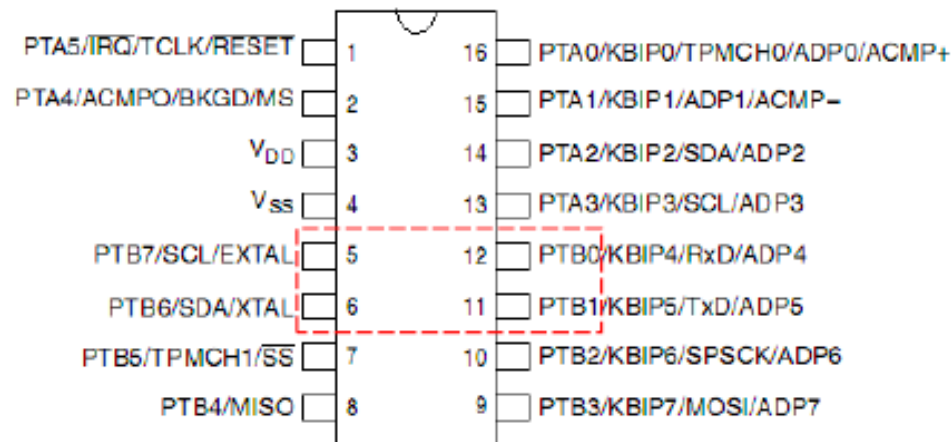 PTA5/IRQ/TCLK/RESET 1 16 PTA0/KBIP0/TPMCH0/ADP0/ACMP+
PTA4/ACMPO/BKGD/MS 2 15 PTA1/KBIP1/ADP1/ACMP–
VDD 3 14 PTA2/KBIP2/SDA/ADP2
VSS 4 13 PTA3/KBIP3/SCL/ADP3
PTB7/SCL/EXTAL 5 12 PTB0/KBIP4/RxD/ADP4
PTB6/SDA/XTAL 6 11 PTB1/KBIP5/TxD/ADP5
PTB5/TPMCH1/SS 7 10 PTB2/KBIP6/SPSCK/ADP6
PTB4/MISO 8 9 PTB3/KBIP7/MOSI/ADP7